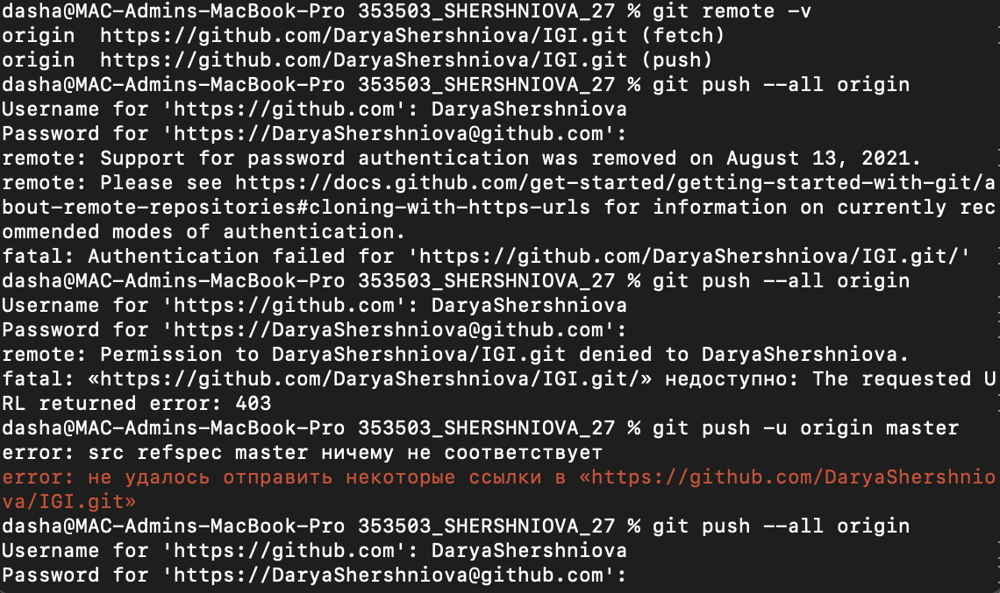 dasha@MAC-Admins-MacBook-Pro 353503_SHERSHNIOVA_27 % git remote -v
origin  https://github.com/DaryaShershniova/IGI.git (fetch)
origin  https://github.com/DaryaShershniova/IGI.git (push)
dasha@MAC-Admins-MacBook-Pro 353503_SHERSHNIOVA_27 % git push --all origin
Username for 'https://github.com': DaryaShershniova
Password for 'https://DaryaShershniova@github.com':
remote: Support for password authentication was removed on August 13, 2021.
remote: Please see https://docs.github.com/get-started/getting-started-with-git/a
bout-remote-repositories#cloning-with-https-urls for information on currently rec
ommended modes of authentication.
fatal: Authentication failed for 'https://github.com/DaryaShershniova/IGI.git/'
dasha@MAC-Admins-MacBook-Pro 353503_SHERSHNIOVA_27 % git push --all origin
Username for 'https://github.com': DaryaShershniova
Password for 'https://DaryaShershniova@github.com':
remote: Permission to DaryaShershniova/IGI.git denied to DaryaShershniova.
fatal: «https://github.com/DaryaShershniova/IGI.git/» недоступно: The requested U
RL returned error: 403
dasha@MAC-Admins-MacBook-Pro 353503_SHERSHNIOVA_27 % git push -u origin master
error: src refspec master ничему не соответствует
error: не удалось отправить некоторые ссылки в «https://github.com/DaryaShershnio
va/IGI.git»
dasha@MAC-Admins-MacBook-Pro 353503_SHERSHNIOVA_27 % git push --all origin
Username for 'https://github.com': DaryaShershniova
Password for 'https://DaryaShershniova@github.com':